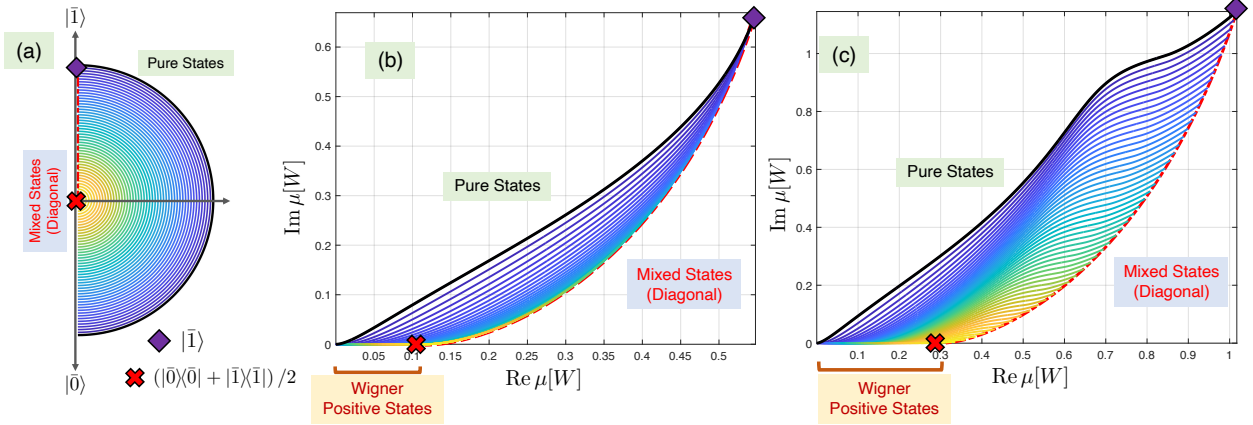 |1̄⟩
(a)
Pure States
Mixed States
(Diagonal)
|0̄⟩
|1̄⟩
(|0̄⟩⟨0̄| + |1̄⟩⟨1̄|) /2
(b)
0.6
0.5
0.4
0.3
0.2
0.1
0
Im μ[W]
Pure States
Mixed States
(Diagonal)
0.05
0.1
0.15
0.2
0.25
0.3
0.35
0.4
0.45
0.5
Re μ[W]
Wigner
Positive States
(c)
1
0.8
0.6
0.4
0.2
0
Im μ[W]
Pure States
Mixed States
(Diagonal)
0.1
0.2
0.3
0.4
0.5
0.6
0.7
0.8
0.9
1
Re μ[W]
Wigner
Positive States